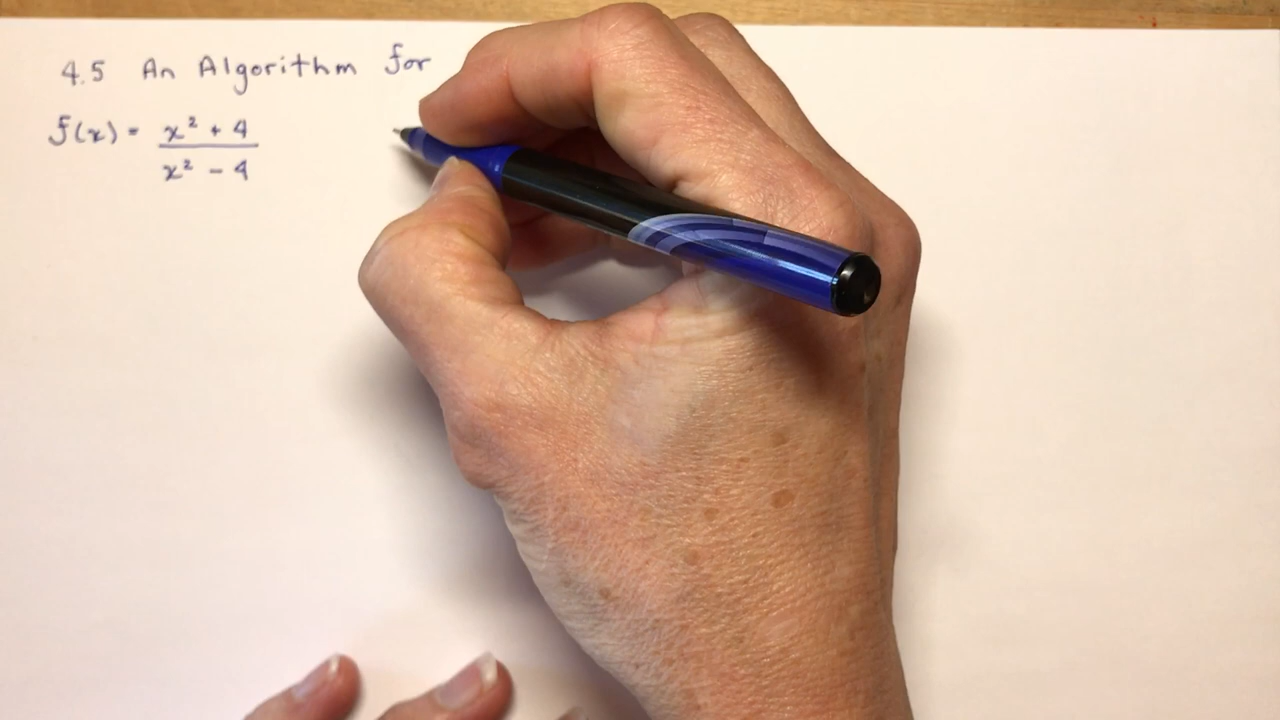 4.5 An Algorithm for
f(x) = x² + 4
x² - 4